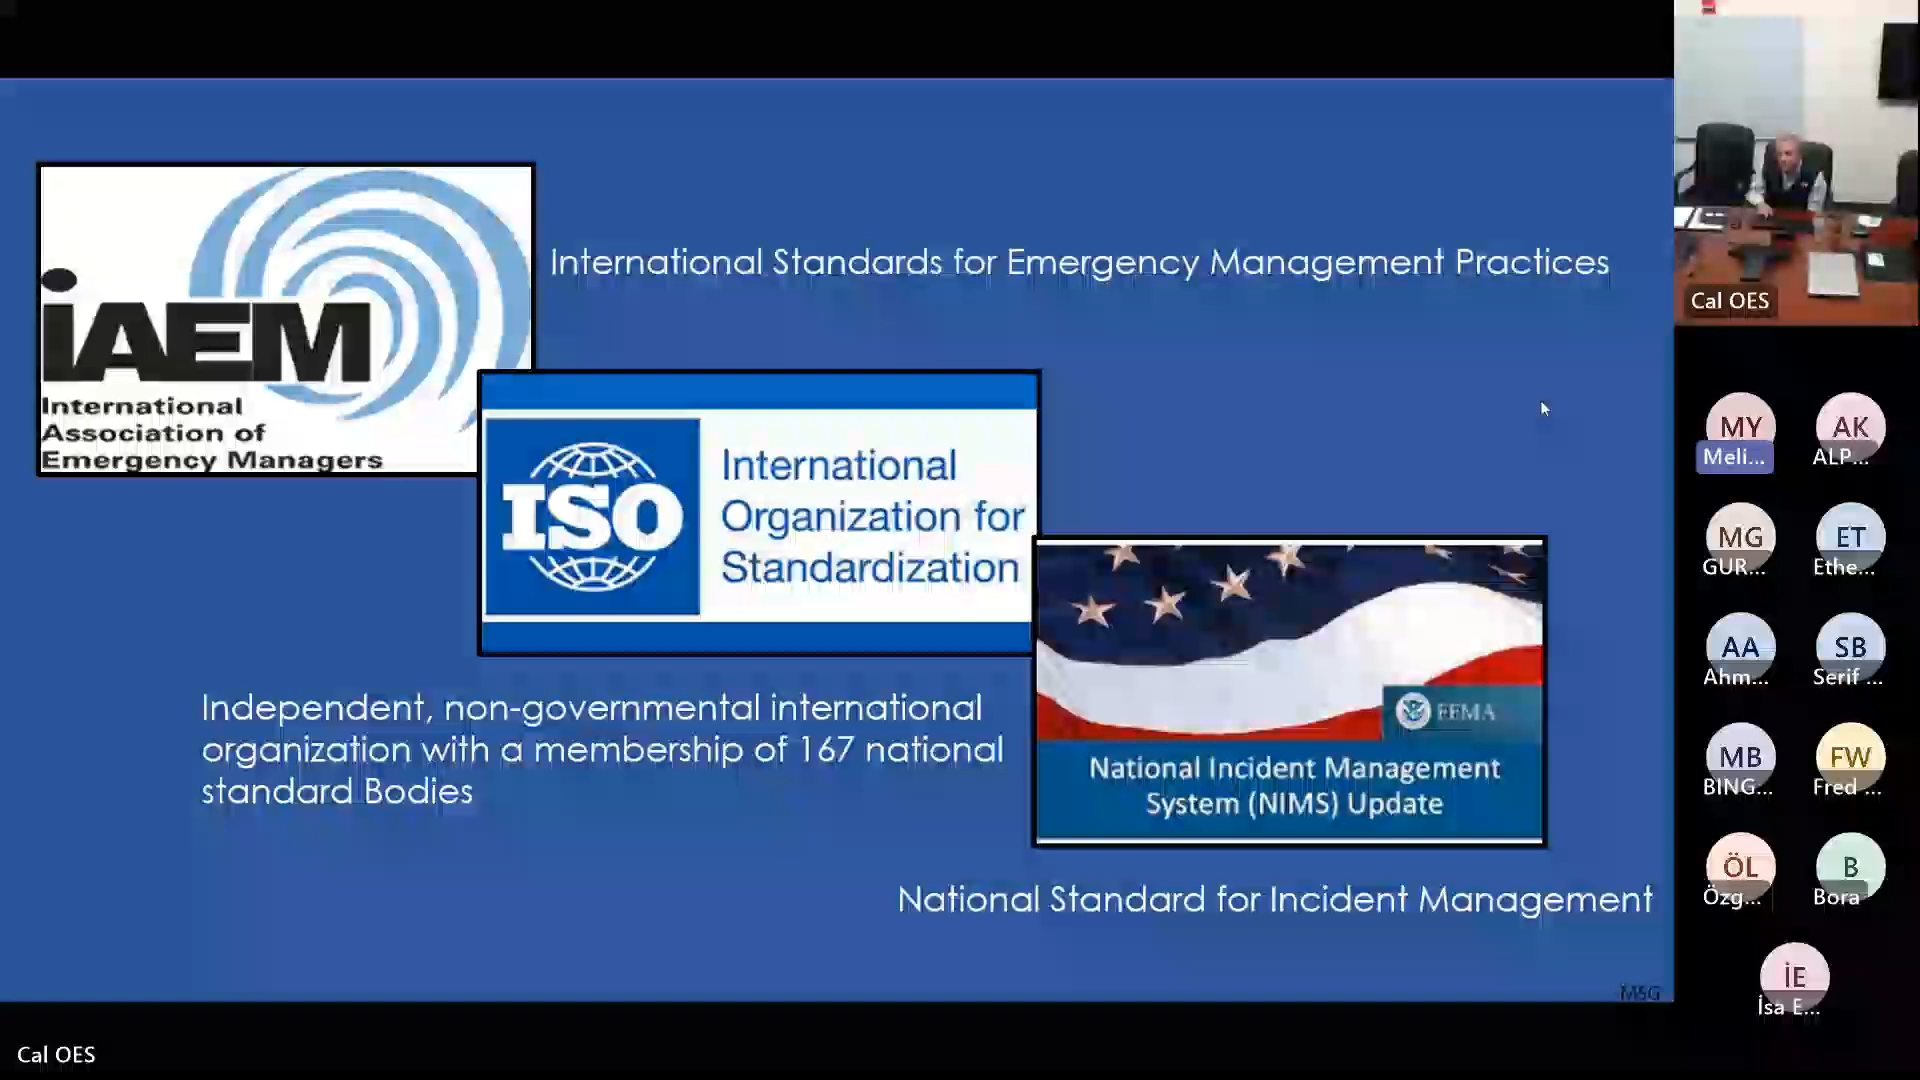 iAEM
International
Association of
Emergency Managers
International Standards for Emergency Management Practices
ISO
International
Organization for
Standardization
Independent, non-governmental international
organization with a membership of 167 national
standard Bodies
FEMA
National Incident Management
System (NIMS) Update
National Standard for Incident Management
MSG
Cal OES
Cal OES
MY
Meli...
AK
ALP...
MG
GUR...
ET
Ethe...
AA
Ahm...
SB
Serif ...
MB
BING...
FW
Fred ...
ÖL
Özg...
B
Bora
İE
İsa E...